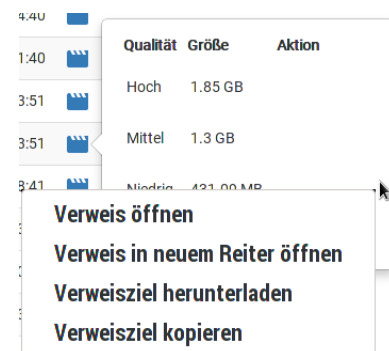 4:40
Qualität Größe Aktion
1:40
Hoch 1.85 GB
3:51
Mittel 1.3 GB
3:51
8:41
Niedrig 431.00 MB
Verweis öffnen
Verweis in neuem Reiter öffnen
Verweisziel herunterladen
Verweisziel kopieren